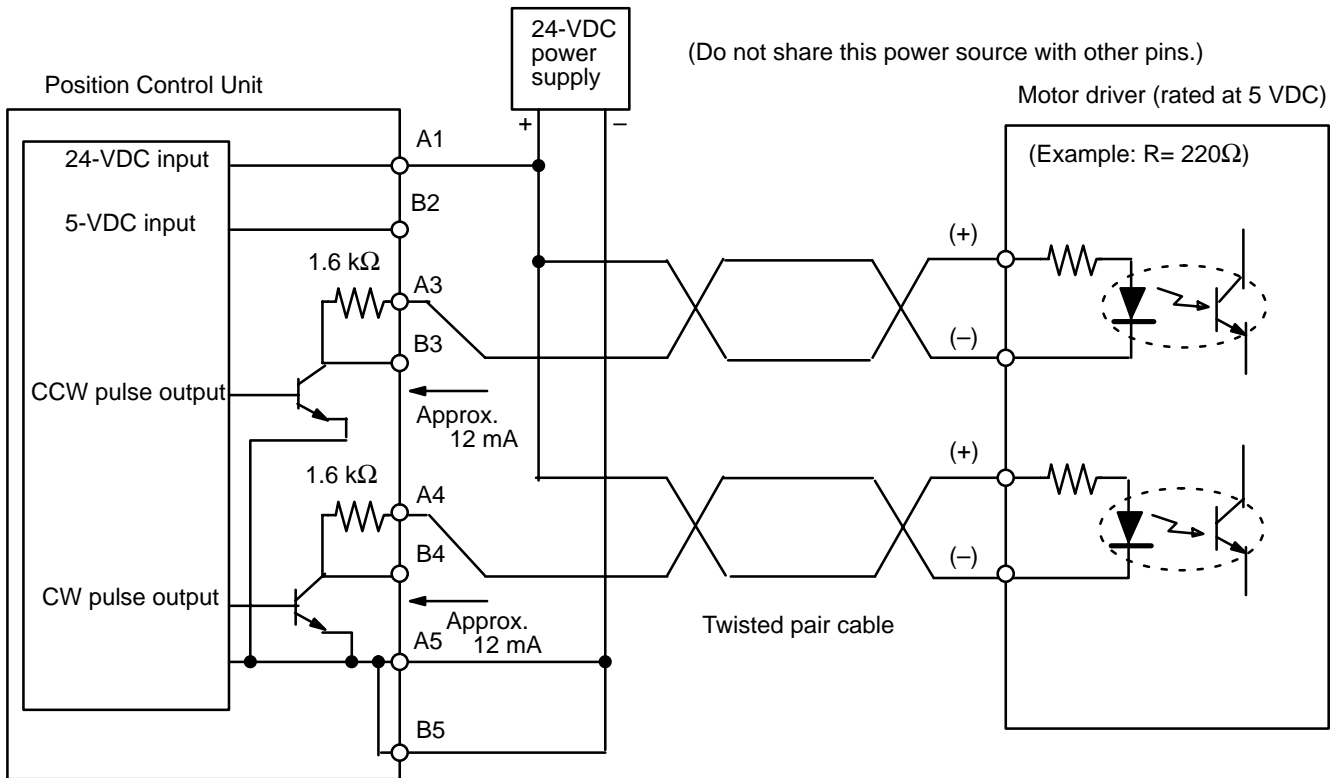 24-VDC
power
supply
(Do not share this power source with other pins.)
Position Control Unit
Motor driver (rated at 5 VDC)
+
–
A1
24-VDC input
(Example: R= 220Ω)
B2
5-VDC input
(+)
1.6 kΩ
A3
(–)
B3
CCW pulse output
Approx.
12 mA
(+)
1.6 kΩ
A4
B4
(–)
CW pulse output
Approx.
12 mA
Twisted pair cable
A5
B5